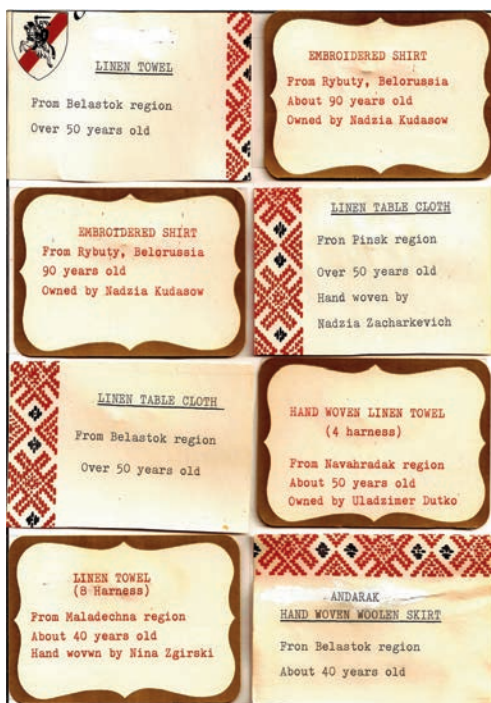 LINEN TOWEL
From Belastok region
Over 50 years old
EMBROIDERED SHIRT
From Rybuty, Belorussia
About 90 years old
Owned by Nadzia Kudasow
EMBROIDERED SHIRT
From Rybuty, Belorussia
90 years old
Owned by Nadzia Kudasow
LINEN TABLE CLOTH
Fron Pinsk region
Over 50 years old
Hand woven by
Nadzia Zacharkevich
LINEN TABLE CLOTH
From Belastok region
Over 50 years old
HAND WOVEN LINEN TOWEL
(4 harness)
From Navahradak region
About 50 years old
Owned by Uladzimer Dutko
LINEN TOWEL
(8 Harness)
From Maladechna region
About 40 years old
Hand wovwn by Nina Zgirski
ANDARAK
HAND WOVEN WOOLEN SKIRT
Fron Belastok region
About 40 years old